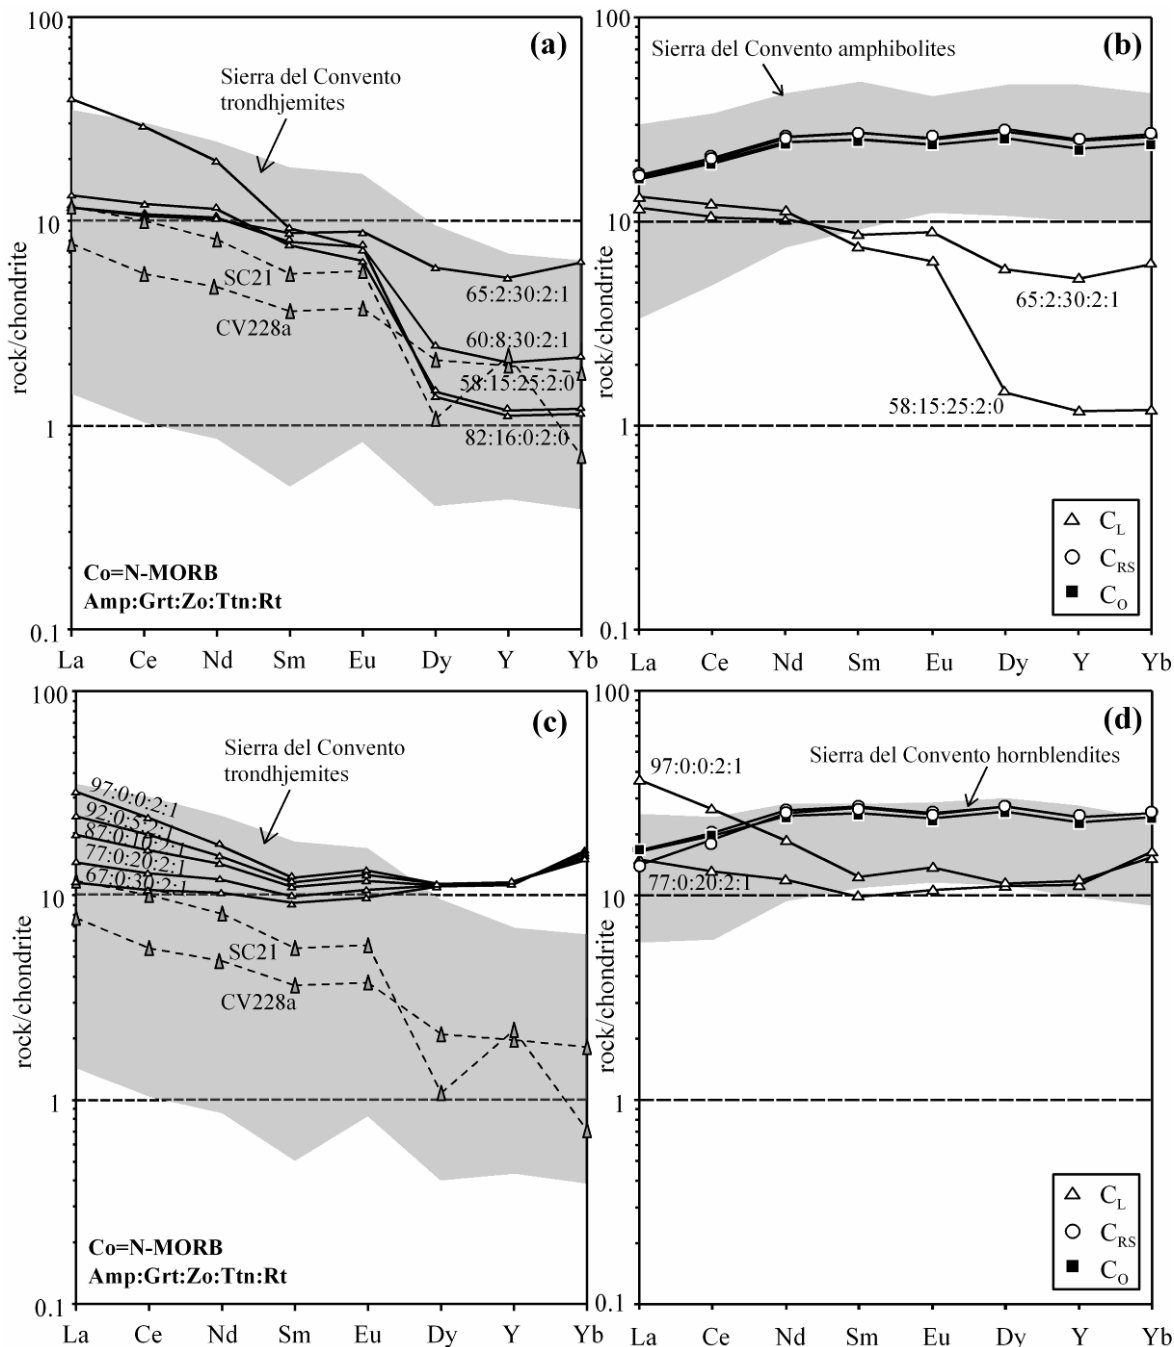 100
10
1
0.1
rock/chondrite
(a)
Sierra del Convento
trondhjemites
SC21
CV228a
65:2:30:2:1
60:8:30:2:1
58:15:25:2:0
82:16:0:2:0
Co=N-MORB
Amp:Grt:Zo:Ttn:Rt
La Ce Nd Sm Eu Dy Y Yb
100
10
1
0.1
rock/chondrite
(b)
Sierra del Convento amphibolites
65:2:30:2:1
58:15:25:2:0
C_L
C_RS
C_O
La Ce Nd Sm Eu Dy Y Yb
100
10
1
0.1
rock/chondrite
(c)
Sierra del Convento
trondhjemites
97:0:0:2:1
92:0:5:2:1
87:0:10:2:1
77:0:20:2:1
67:0:30:2:1
SC21
CV228a
Co=N-MORB
Amp:Grt:Zo:Ttn:Rt
La Ce Nd Sm Eu Dy Y Yb
100
10
1
0.1
rock/chondrite
(d)
Sierra del Convento hornblendites
97:0:0:2:1
77:0:20:2:1
C_L
C_RS
C_O
La Ce Nd Sm Eu Dy Y Yb